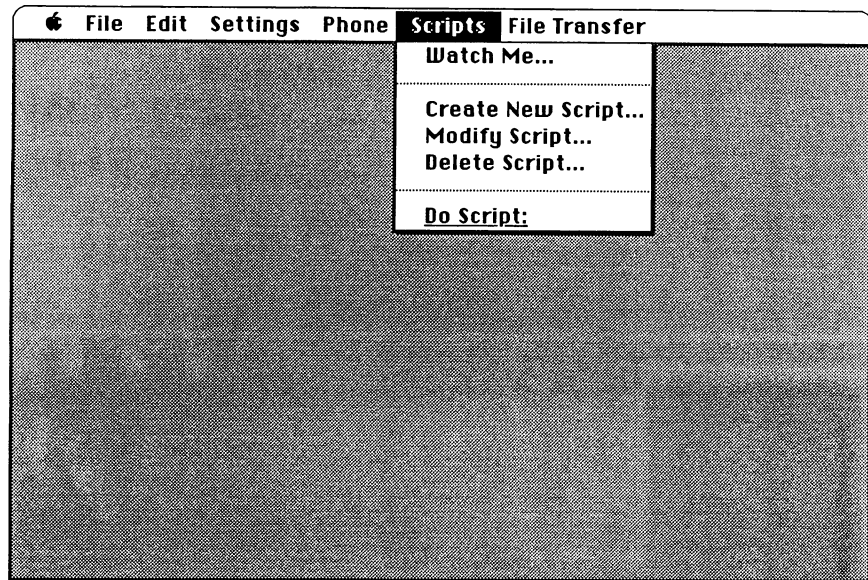 File Edit Settings Phone Scripts File Transfer
Watch Me...
Create New Script...
Modify Script...
Delete Script...
Do Script: